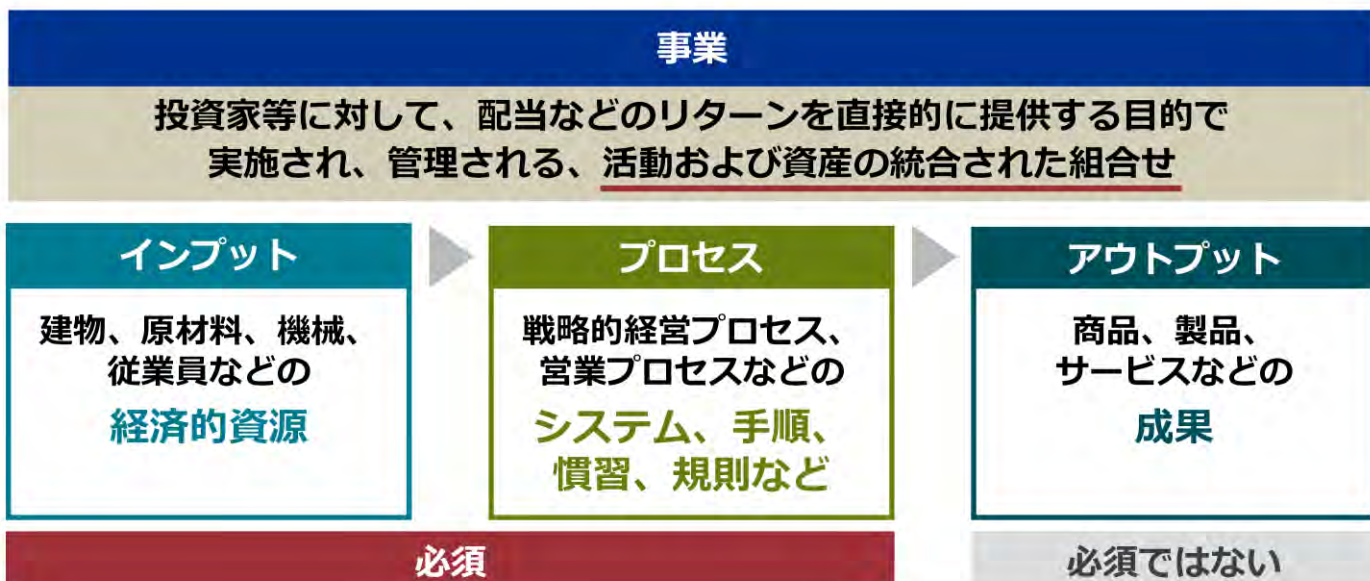 事業
投資家等に対して、配当などのリターンを直接的に提供する目的で
実施され、管理される、活動および資産の統合された組合せ
インプット
建物、原材料、機械、
従業員などの
経済的資源
プロセス
戦略的経営プロセス、
営業プロセスなどの
システム、手順、
慣習、規則など
アウトプット
商品、製品、
サービスなどの
成果
必須
必須ではない